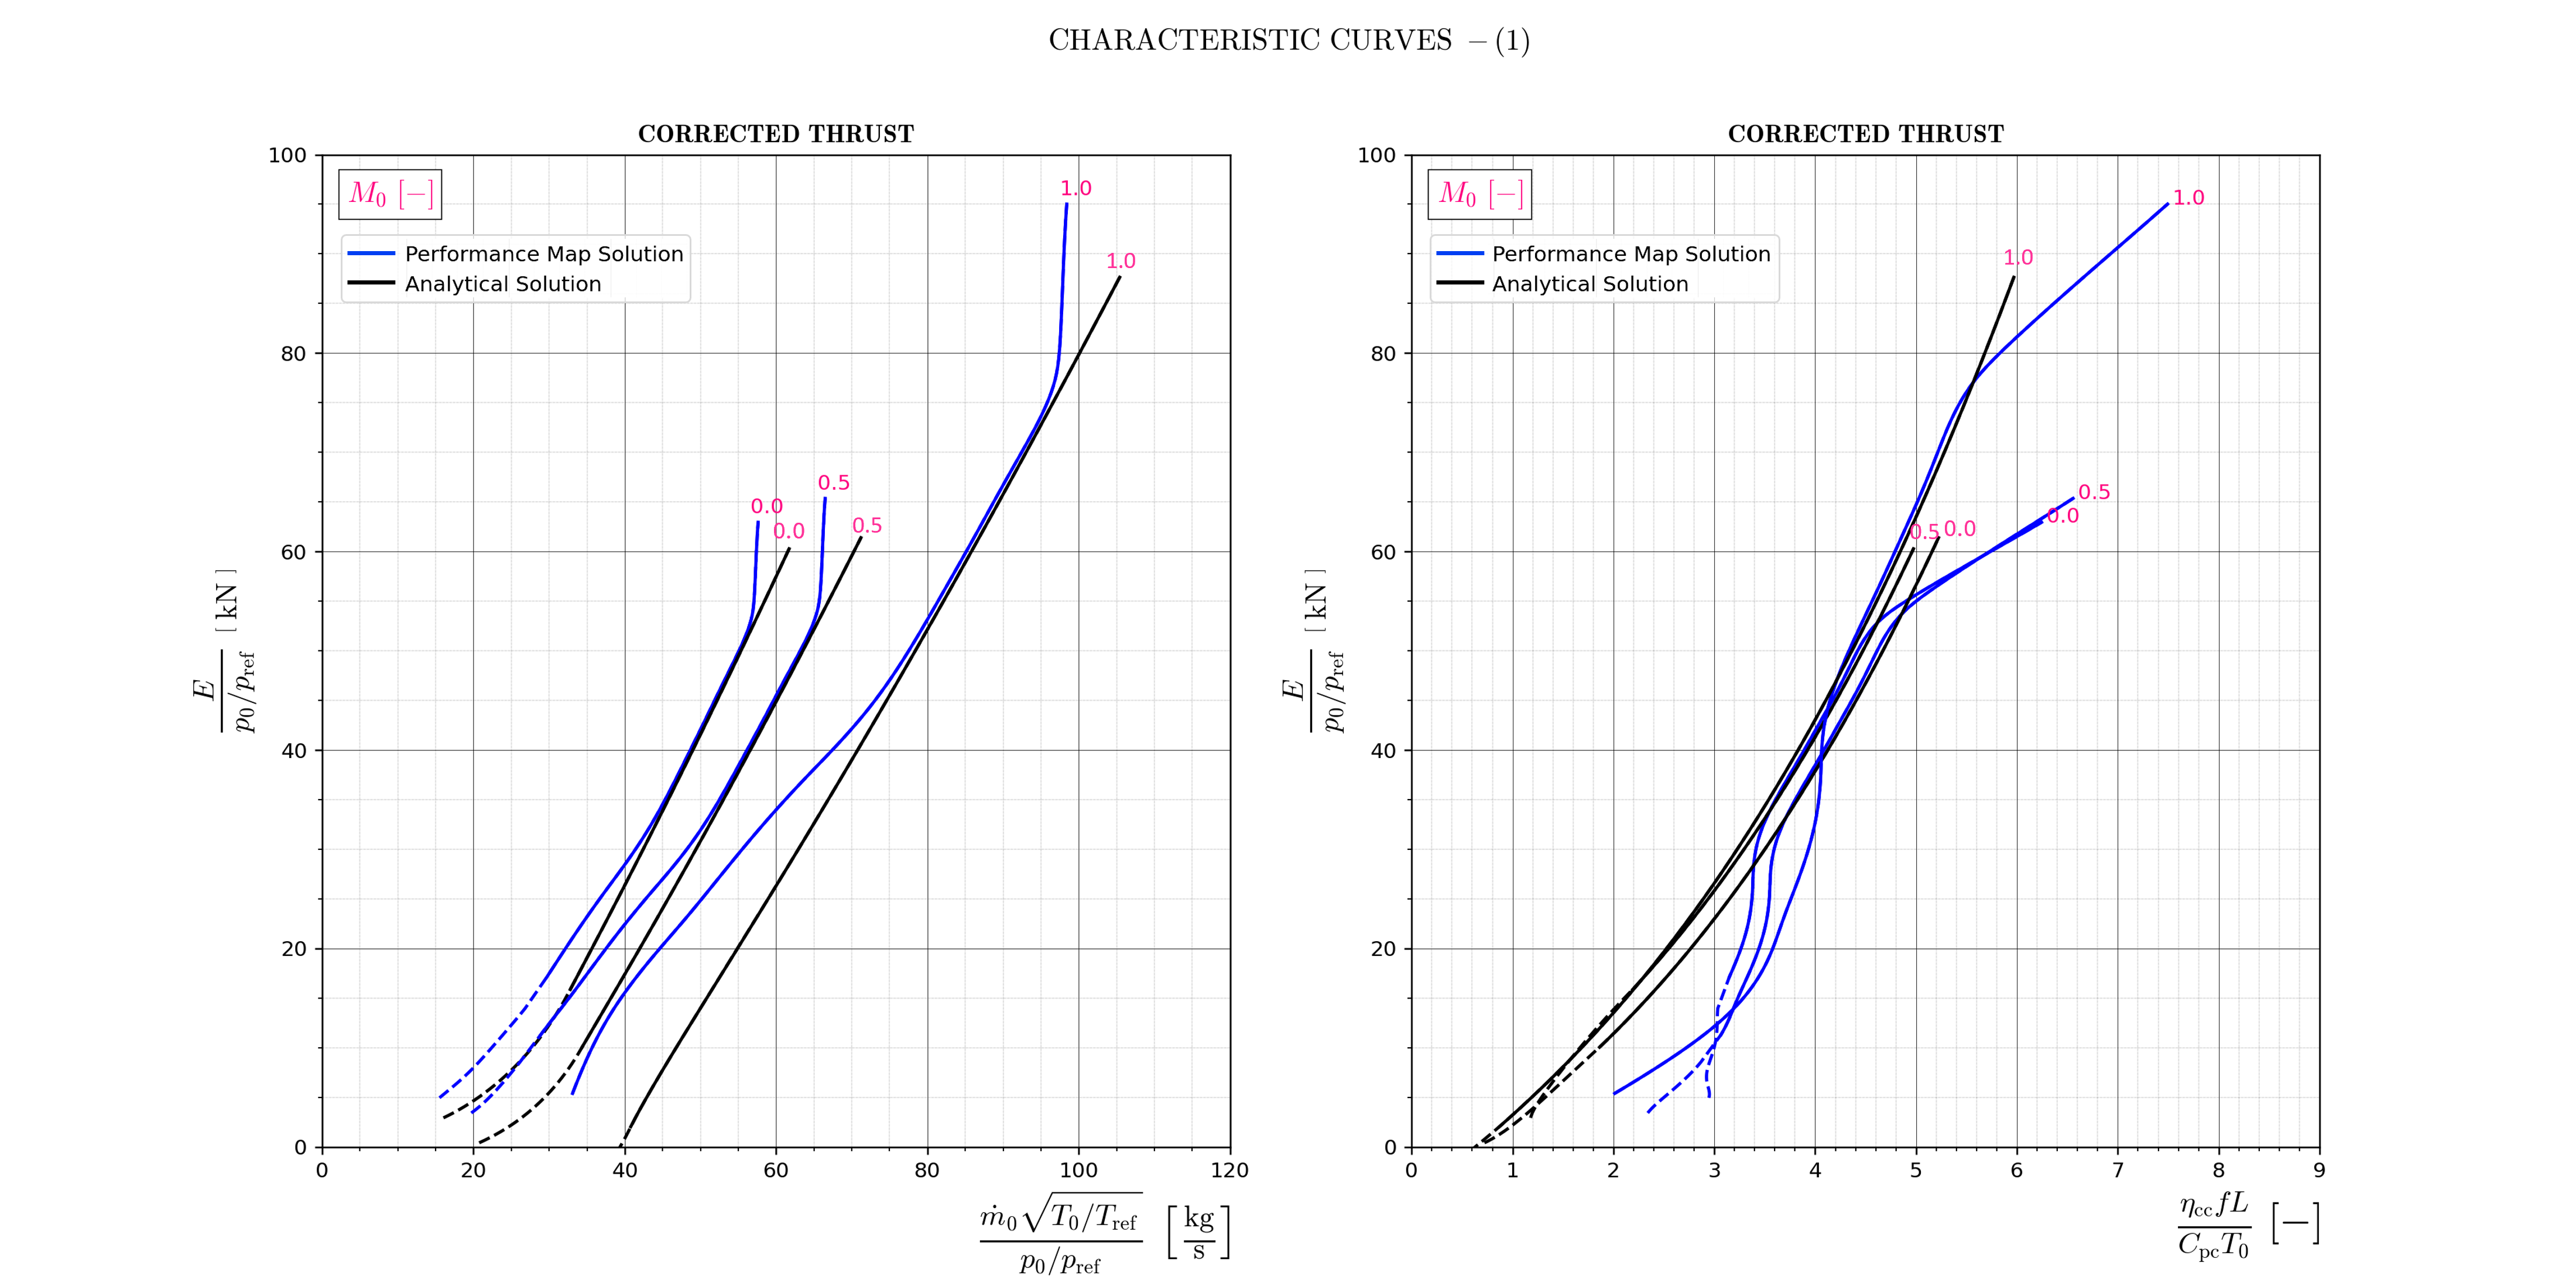 CHARACTERISTIC CURVES – (1)
CORRECTED THRUST
M₀ [−]
Performance Map Solution
Analytical Solution
1.0
1.0
0.5
0.0
0.0
0.5
100
80
60
40
20
0
0 20 40 60 80 100 120
E / p₀/p_ref [ kN ]
ṁ₀√T₀/T_ref / p₀/p_ref [kg/s]
CORRECTED THRUST
M₀ [−]
Performance Map Solution
Analytical Solution
1.0
1.0
0.5
0.0
0.5 0.0
100
80
60
40
20
0
0 1 2 3 4 5 6 7 8 9
E / p₀/p_ref [ kN ]
η_cc f L / C_pc T₀ [−]